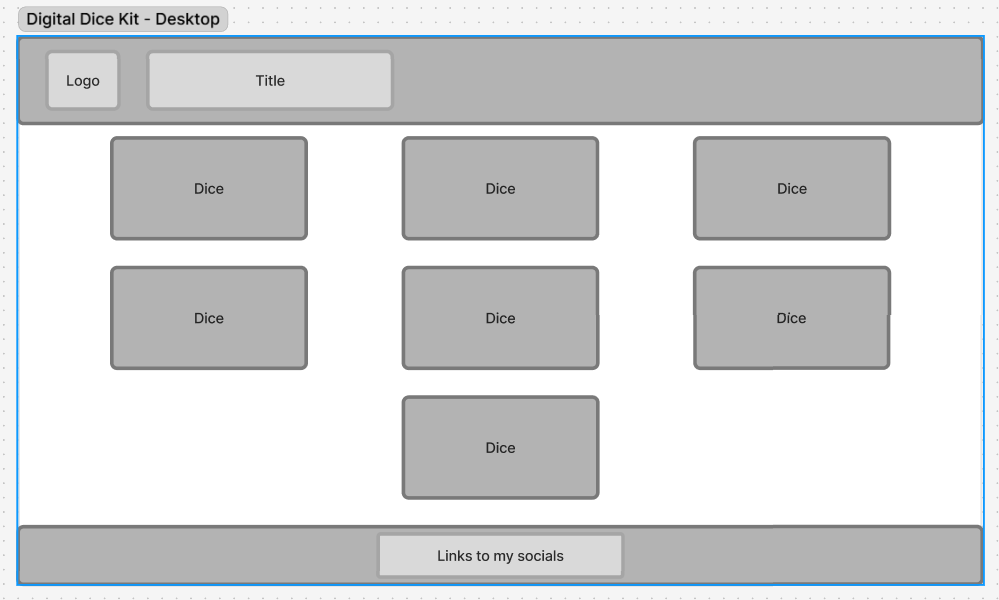 Digital Dice Kit - Desktop
Logo
Title
Dice
Dice
Dice
Dice
Dice
Dice
Dice
Links to my socials